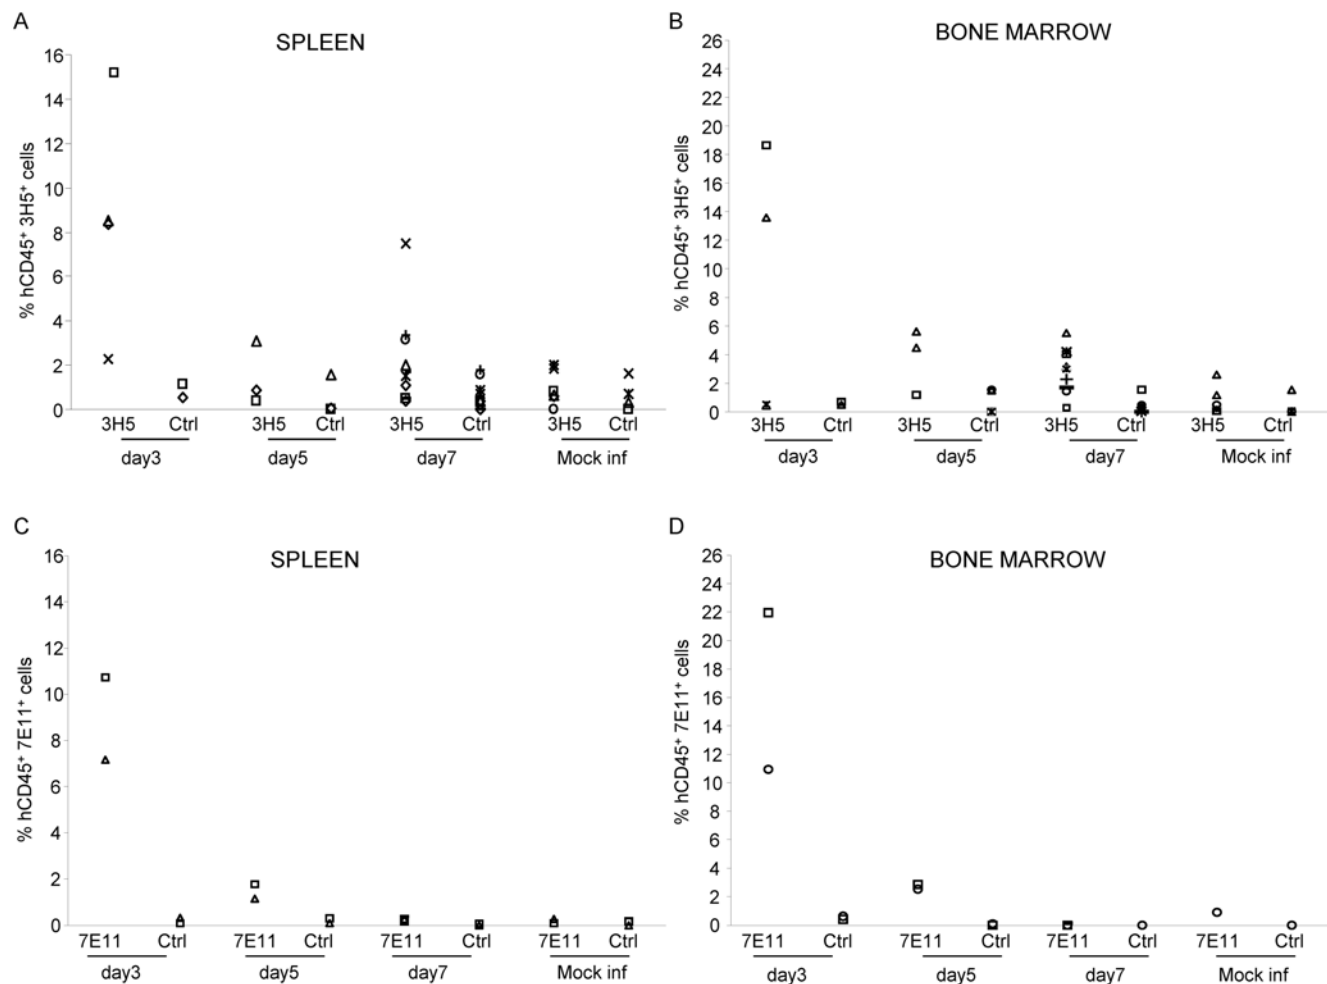 A
SPLEEN
16
14
12
10
8
6
4
2
0
% hCD45⁺ 3H5⁺ cells
3H5 Ctrl 3H5 Ctrl 3H5 Ctrl 3H5 Ctrl
day3 day5 day7 Mock inf
B
BONE MARROW
26
24
22
20
18
16
14
12
10
8
6
4
2
0
% hCD45⁺ 3H5⁺ cells
3H5 Ctrl 3H5 Ctrl 3H5 Ctrl 3H5 Ctrl
day3 day5 day7 Mock inf
C
SPLEEN
16
14
12
10
8
6
4
2
0
% hCD45⁺ 7E11⁺ cells
7E11 Ctrl 7E11 Ctrl 7E11 Ctrl 7E11 Ctrl
day3 day5 day7 Mock inf
D
BONE MARROW
26
24
22
20
18
16
14
12
10
8
6
4
2
0
% hCD45⁺ 7E11⁺ cells
7E11 Ctrl 7E11 Ctrl 7E11 Ctrl 7E11 Ctrl
day3 day5 day7 Mock inf